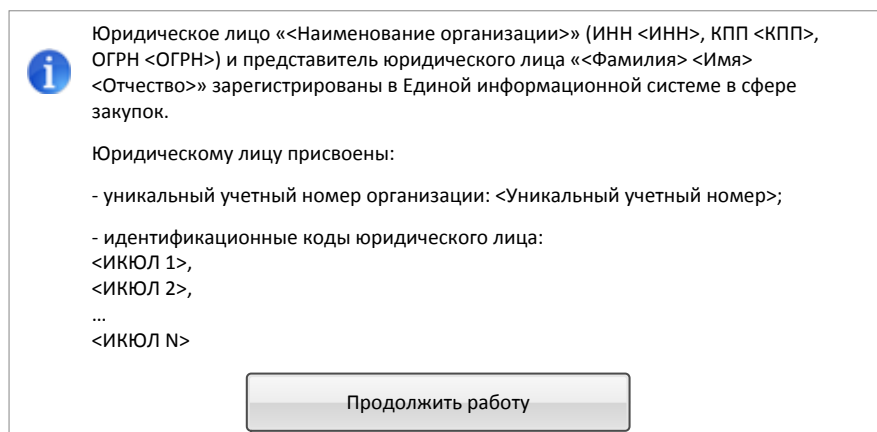 Юридическое лицо «<Наименование организации>» (ИНН <ИНН>, КПП <КПП>,
ОГРН <ОГРН>) и представитель юридического лица «<Фамилия> <Имя>
<Отчество>» зарегистрированы в Единой информационной системе в сфере
закупок.
Юридическому лицу присвоены:
- уникальный учетный номер организации: <Уникальный учетный номер>;
- идентификационные коды юридического лица:
<ИКЮЛ 1>,
<ИКЮЛ 2>,
…
<ИКЮЛ N>
Продолжить работу